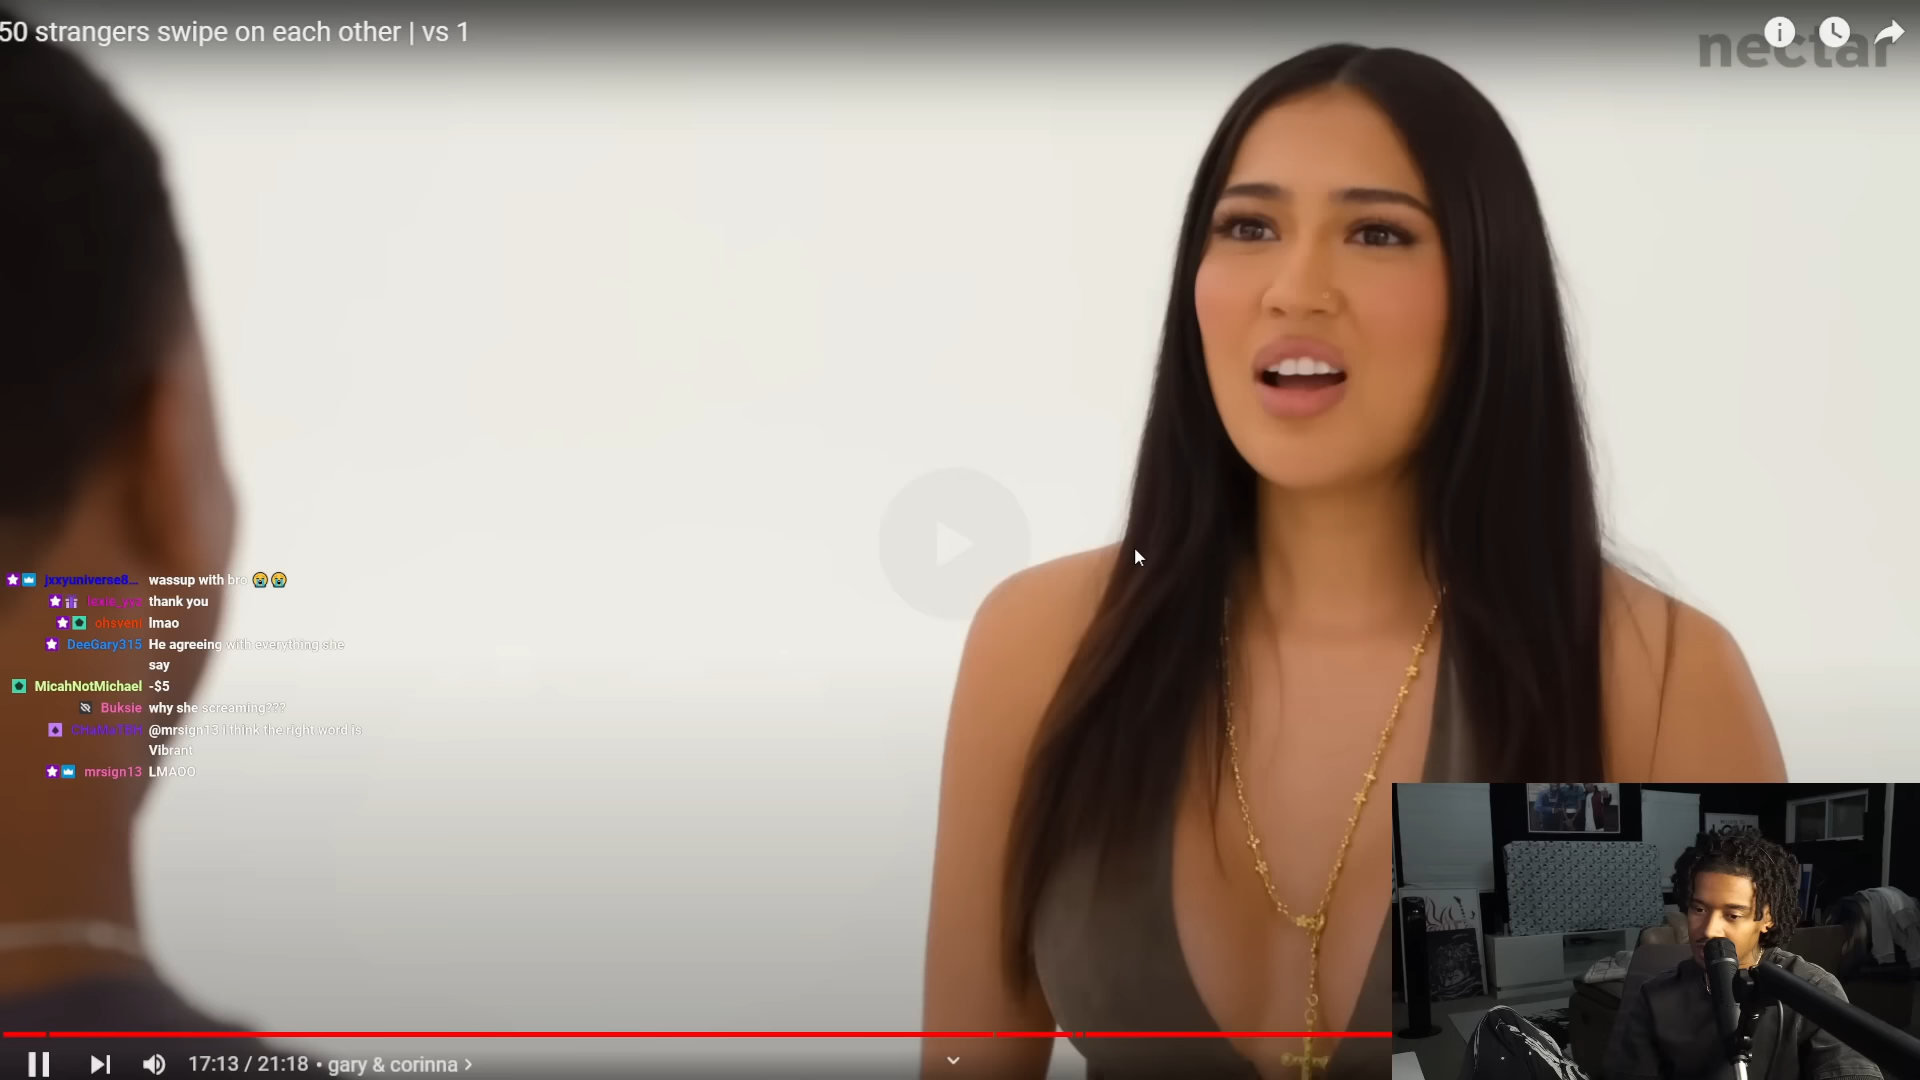 50 strangers swipe on each other | vs 1
nectar
jxxyuniverse8... wassup with bro 😭😭
thank you
ohsveni lmao
DeeGary315 He agreeing with everything she
say
MicahNotMichael -$5
Buksie why she screaming???
@mrsign13 I think the right word is
Vibrant
mrsign13 LMAOO
17:13 / 21:18 • gary & corinna >